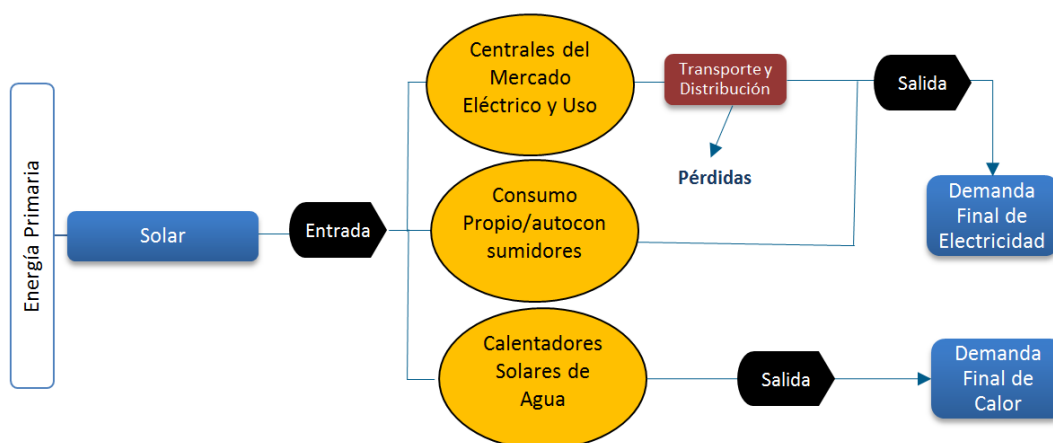 Energía Primaria
Solar
Entrada
Centrales del
Mercado
Eléctrico y Uso
Transporte y
Distribución
Pérdidas
Salida
Demanda
Final de
Electricidad
Consumo
Propio/autocon
sumidores
Calentadores
Solares de
Agua
Salida
Demanda
Final de
Calor